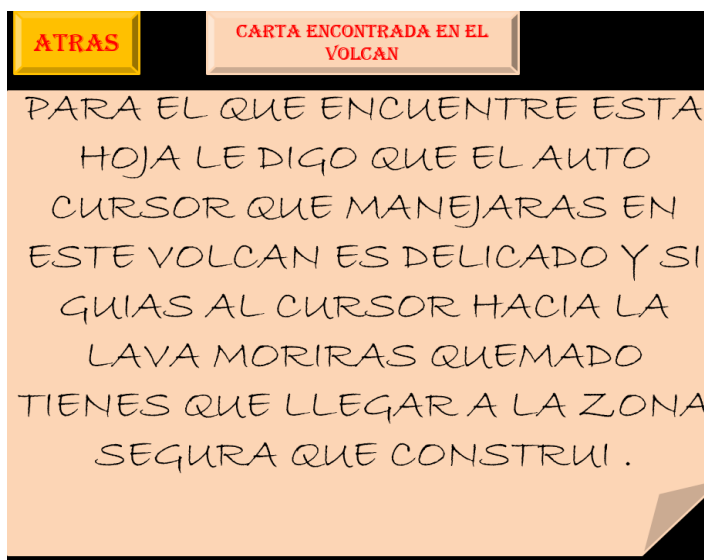 ATRAS
CARTA ENCONTRADA EN EL
VOLCAN
PARA EL QUE ENCUENTRE ESTA
HOJA LE DIGO QUE EL AUTO
CURSOR QUE MANEJARAS EN
ESTE VOLCAN ES DELICADO Y SI
GUIAS AL CURSOR HACIA LA
LAVA MORIRAS QUEMADO
TIENES QUE LLEGAR A LA ZONA
SEGURA QUE CONSTRUI .